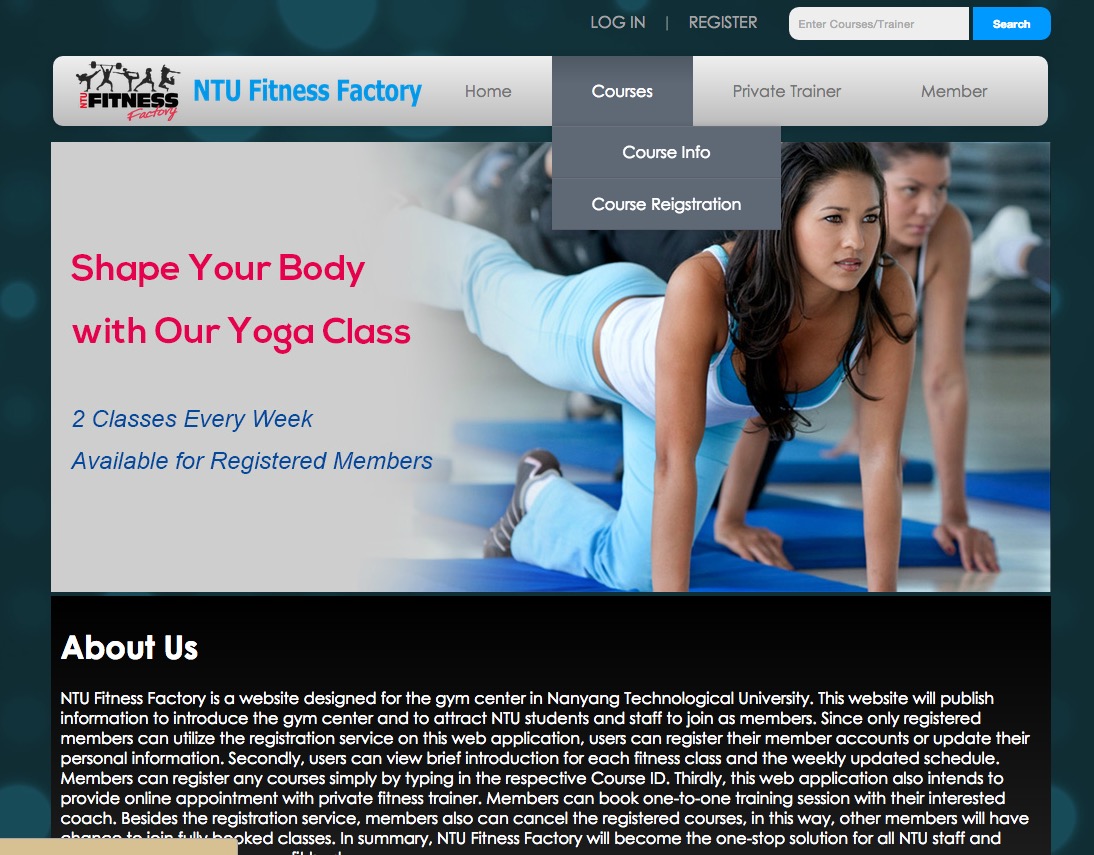 LOG IN | REGISTER
Enter Courses/Trainer
Search
NTU FITNESS Factory
NTU Fitness Factory
Home
Courses
Private Trainer
Member
Course Info
Course Reigstration
Shape Your Body
with Our Yoga Class
2 Classes Every Week
Available for Registered Members
About Us
NTU Fitness Factory is a website designed for the gym center in Nanyang Technological University. This website will publish
information to introduce the gym center and to attract NTU students and staff to join as members. Since only registered
members can utilize the registration service on this web application, users can register their member accounts or update their
personal information. Secondly, users can view brief introduction for each fitness class and the weekly updated schedule.
Members can register any courses simply by typing in the respective Course ID. Thirdly, this web application also intends to
provide online appointment with private fitness trainer. Members can book one-to-one training session with their interested
coach. Besides the registration service, members also can cancel the registered courses, in this way, other members will have
chance to join fully booked classes. In summary, NTU Fitness Factory will become the one-stop solution for all NTU staff and